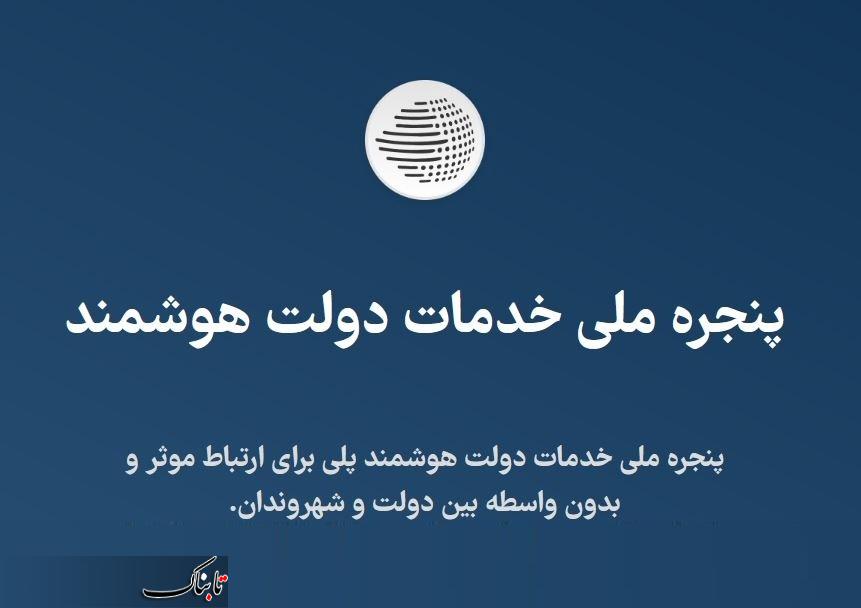 پنجره ملی خدمات دولت هوشمند
پنجره ملی خدمات دولت هوشمند پلی برای ارتباط موثر و
بدون واسطه بین دولت و شهروندان.
تابناک